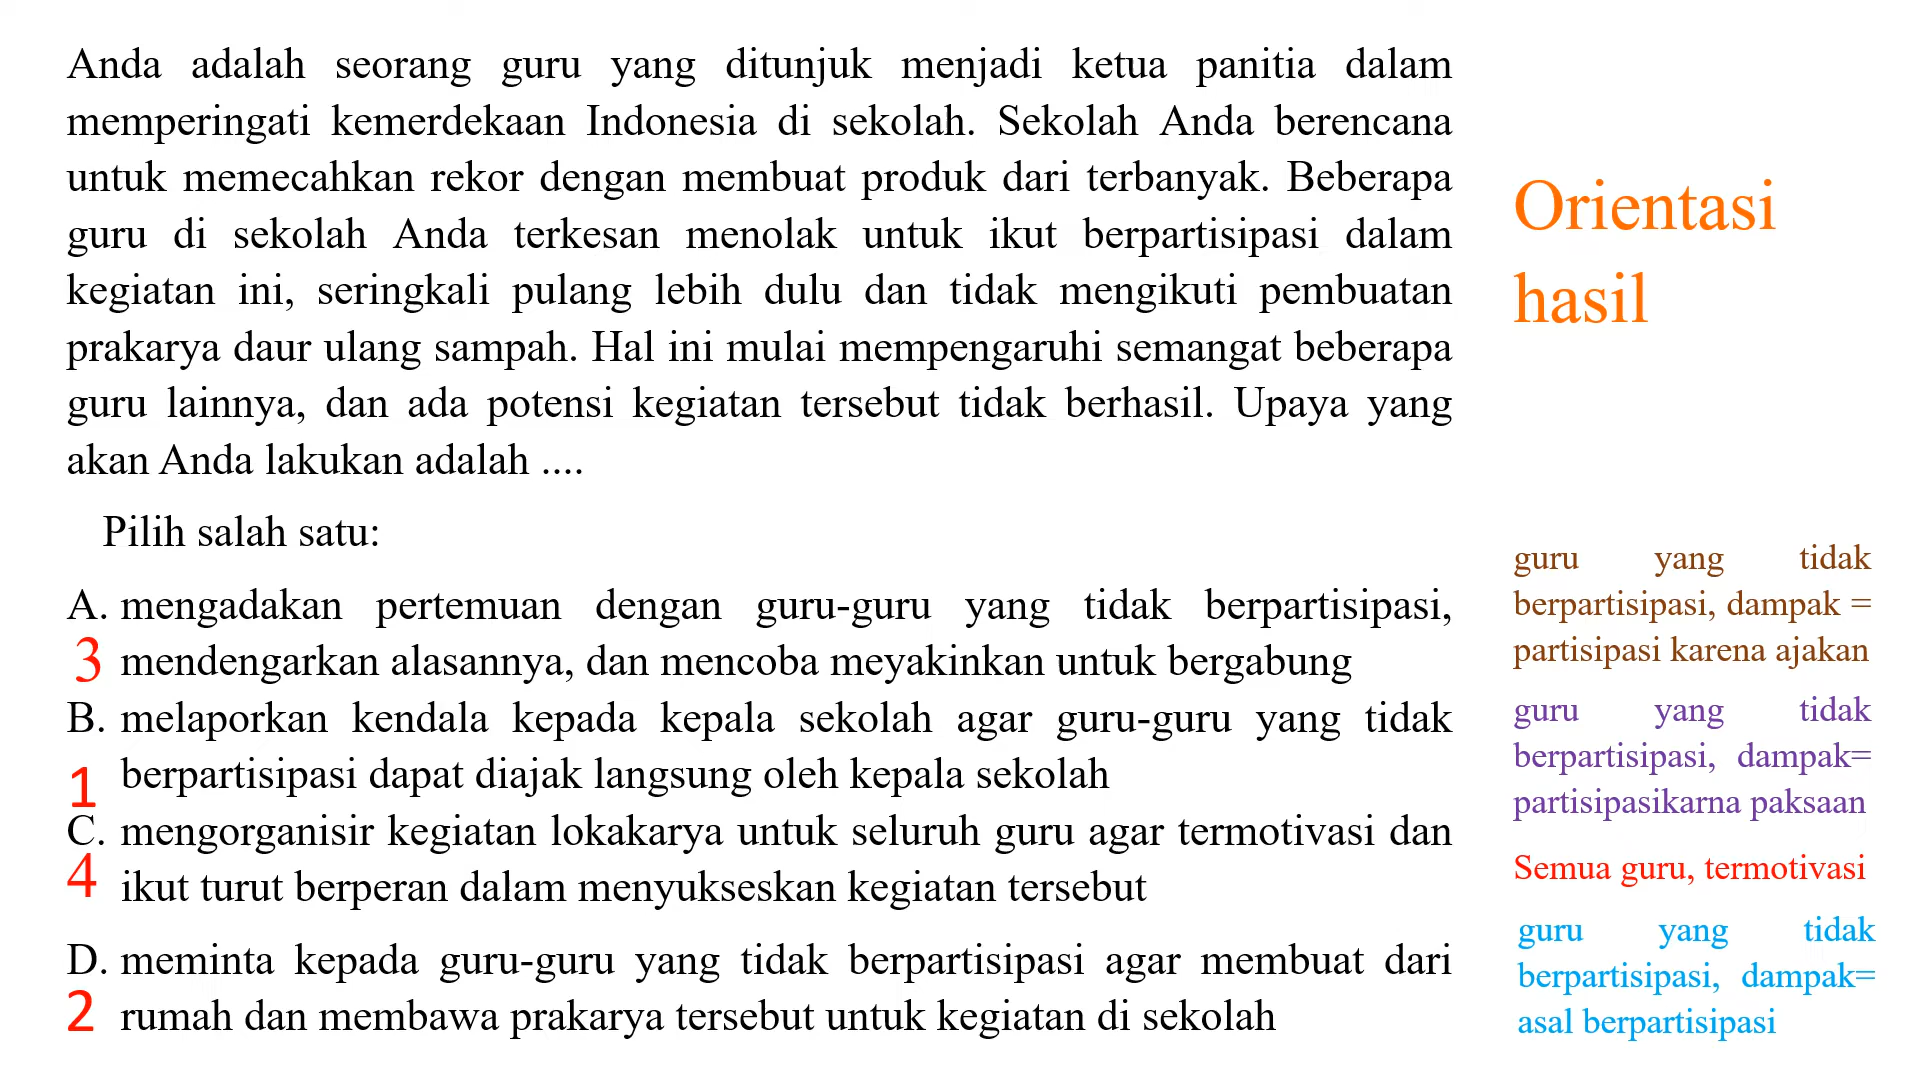 Anda adalah seorang guru yang ditunjuk menjadi ketua panitia dalam
memperingati kemerdekaan Indonesia di sekolah. Sekolah Anda berencana
untuk memecahkan rekor dengan membuat produk dari terbanyak. Beberapa
guru di sekolah Anda terkesan menolak untuk ikut berpartisipasi dalam
kegiatan ini, seringkali pulang lebih dulu dan tidak mengikuti pembuatan
prakarya daur ulang sampah. Hal ini mulai mempengaruhi semangat beberapa
guru lainnya, dan ada potensi kegiatan tersebut tidak berhasil. Upaya yang
akan Anda lakukan adalah ....
Orientasi
hasil
Pilih salah satu:
A. mengadakan pertemuan dengan guru-guru yang tidak berpartisipasi,
3 mendengarkan alasannya, dan mencoba meyakinkan untuk bergabung
B. melaporkan kendala kepada kepala sekolah agar guru-guru yang tidak
1 berpartisipasi dapat diajak langsung oleh kepala sekolah
C. mengorganisir kegiatan lokakarya untuk seluruh guru agar termotivasi dan
4 ikut turut berperan dalam menyukseskan kegiatan tersebut
D. meminta kepada guru-guru yang tidak berpartisipasi agar membuat dari
2 rumah dan membawa prakarya tersebut untuk kegiatan di sekolah
guru yang tidak
berpartisipasi, dampak =
partisipasi karena ajakan
guru yang tidak
berpartisipasi, dampak=
partisipasikarna paksaan
Semua guru, termotivasi
guru yang tidak
berpartisipasi, dampak=
asal berpartisipasi